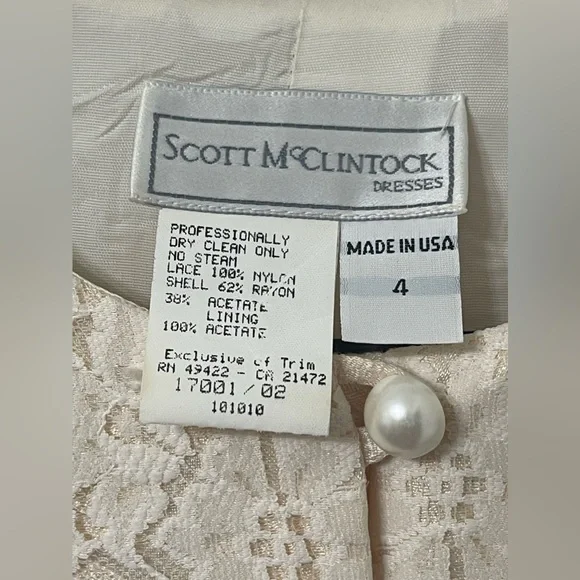 SCOTT McCLINTOCK
DRESSES
PROFESSIONALLY
DRY CLEAN ONLY
NO STEAM
LACE 100% NYLON
SHELL 62% RAYON
38% ACETATE
LINING
100% ACETATE
Exclusive of Trim
RN 49422 - CA 21472
17001/02
101010
MADE IN USA
4